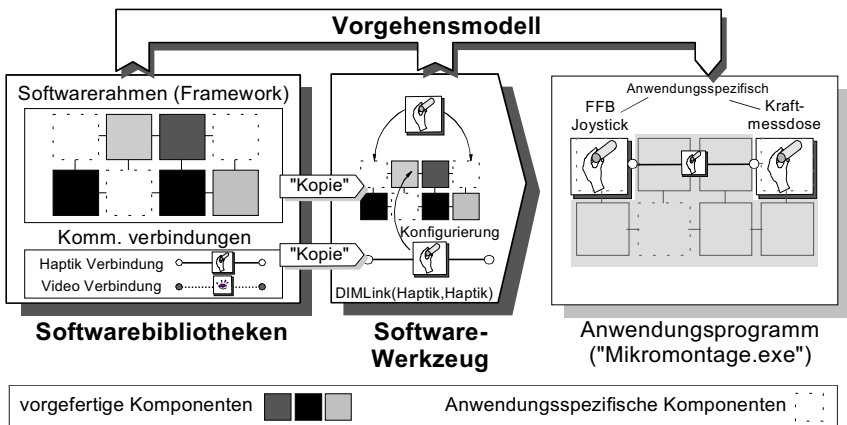 Vorgehensmodell
Softwarerahmen (Framework)
Komm. verbindungen
Haptik Verbindung
Video Verbindung
Softwarebibliotheken
"Kopie"
"Kopie"
Konfigurierung
DIMLink(Haptik,Haptik)
Software-
Werkzeug
Anwendungsspezifisch
FFB
Joystick
Kraft-
messdose
Anwendungsprogramm
("Mikromontage.exe")
vorgefertige Komponenten
Anwendungsspezifische Komponenten